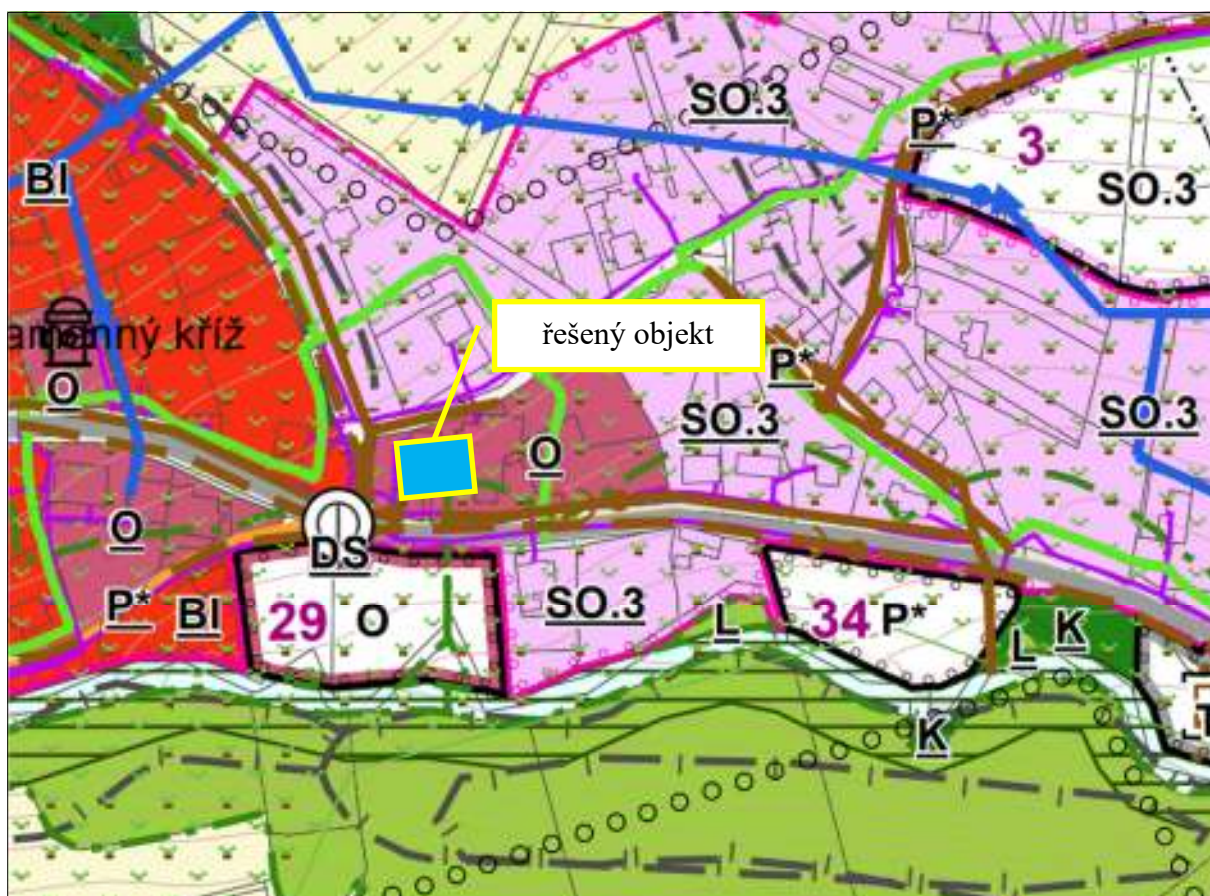 SO.3
P*
3
SO.3
BI
amenný kříž
řešený objekt
O
P*
SO.3
SO.3
O
O
DS
P*
BI
29
O
SO.3
L
34
P*
L
K
K